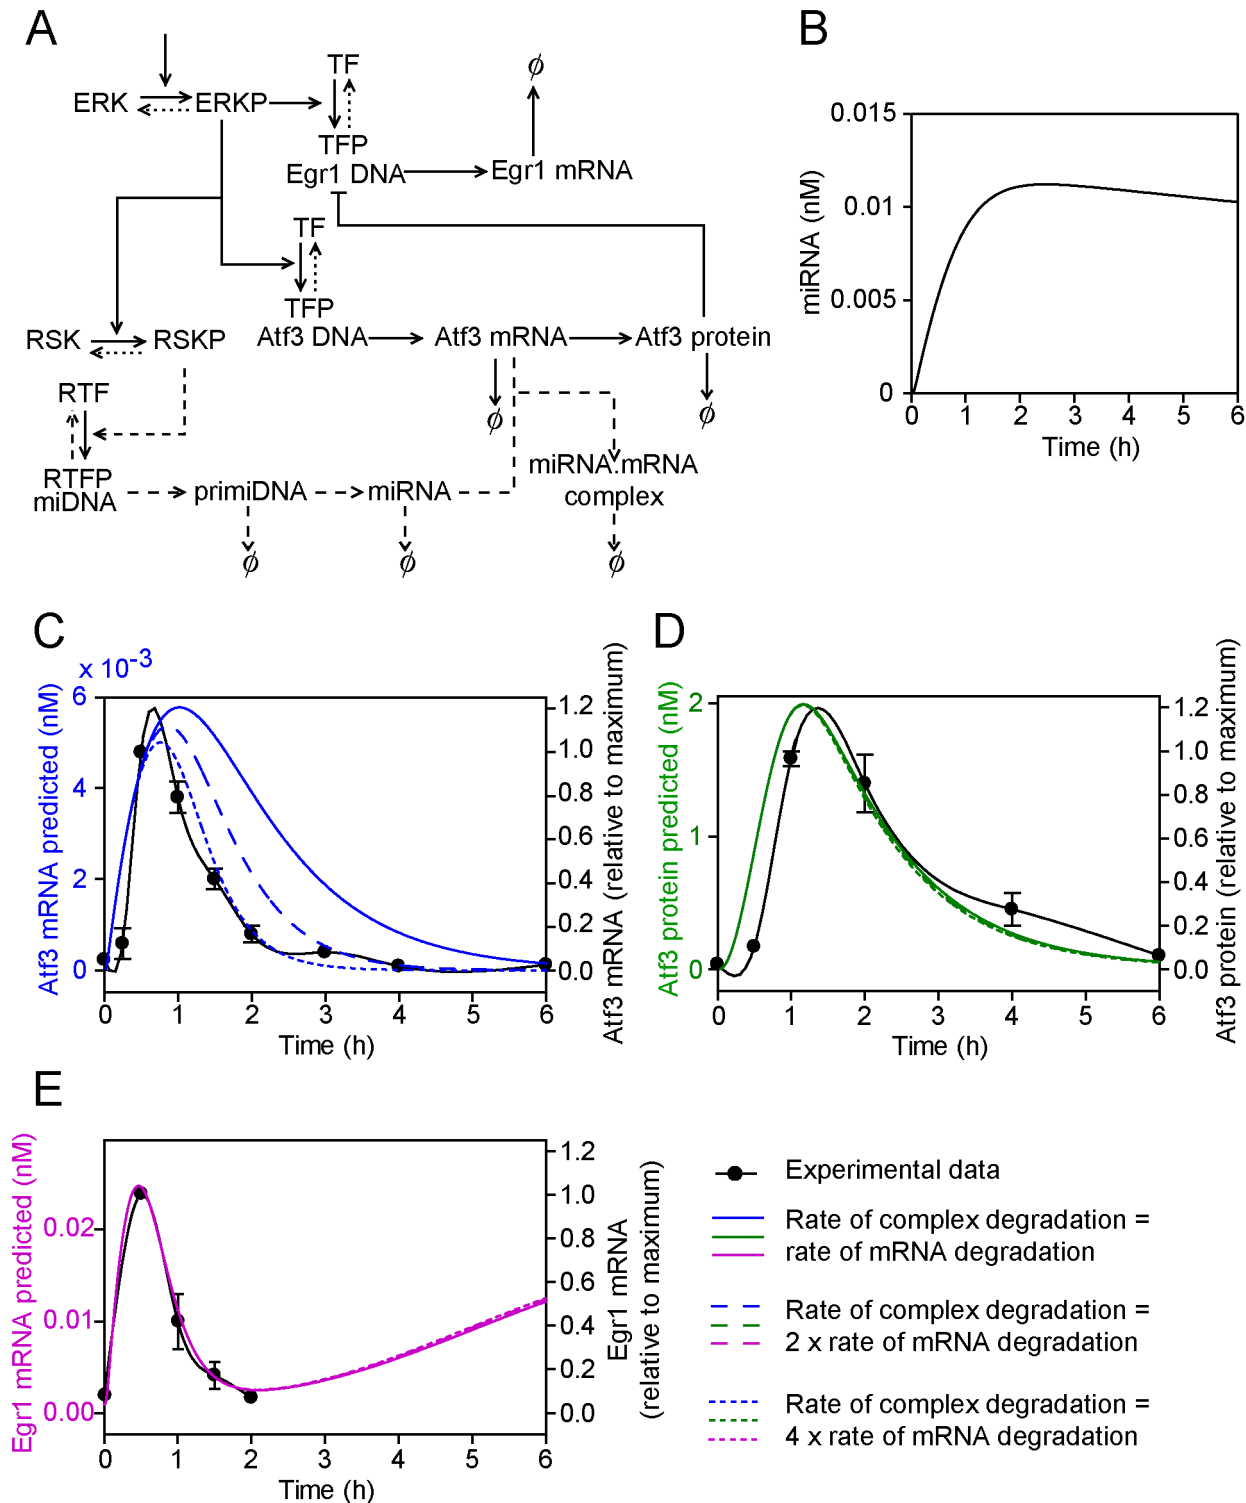 A
TF
ϕ
ERK
ERKP
TFP
Egr1 DNA
Egr1 mRNA
TF
TFP
RSK
RSKP
Atf3 DNA
Atf3 mRNA
Atf3 protein
RTF
ϕ
ϕ
RTFP
miDNA
primiDNA
miRNA
miRNA.mRNA
complex
ϕ
ϕ
ϕ
B
0.015
0.01
0.005
0
miRNA (nM)
0 1 2 3 4 5 6
Time (h)
C
x 10-3
6
4
2
0
Atf3 mRNA predicted (nM)
1.2
1.0
0.8
0.6
0.4
0.2
0.0
Atf3 mRNA (relative to maximum)
0 1 2 3 4 5 6
Time (h)
D
2
1
0
Atf3 protein predicted (nM)
1.2
1.0
0.8
0.6
0.4
0.2
0.0
Atf3 protein (relative to maximum)
0 1 2 3 4 5 6
Time (h)
E
0.02
0.01
0.00
Egr1 mRNA predicted (nM)
1.2
1.0
0.8
0.6
0.4
0.2
0.0
Egr1 mRNA
(relative to maximum)
0 1 2 3 4 5 6
Time (h)
Experimental data
Rate of complex degradation =
rate of mRNA degradation
Rate of complex degradation =
2 x rate of mRNA degradation
Rate of complex degradation =
4 x rate of mRNA degradation